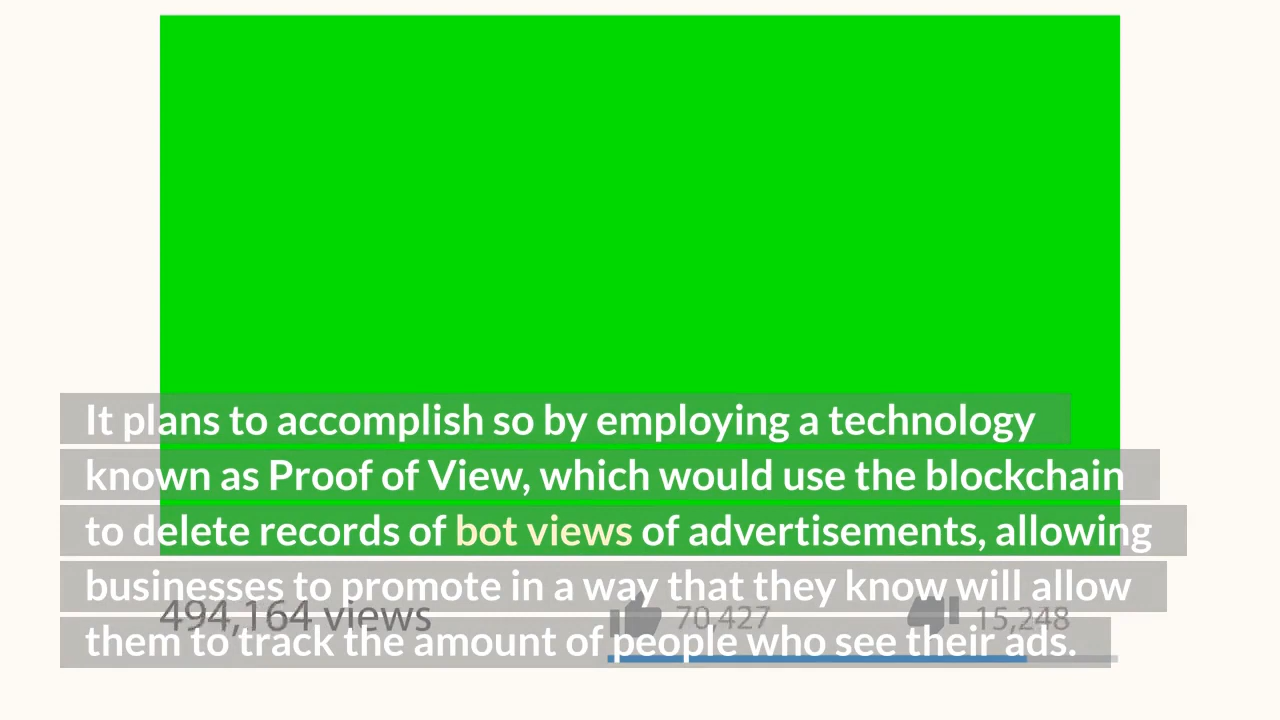 It plans to accomplish so by employing a technology
known as Proof of View, which would use the blockchain
to delete records of bot views of advertisements, allowing
businesses to promote in a way that they know will allow
494,164 views 70,427 15,248
them to track the amount of people who see their ads.